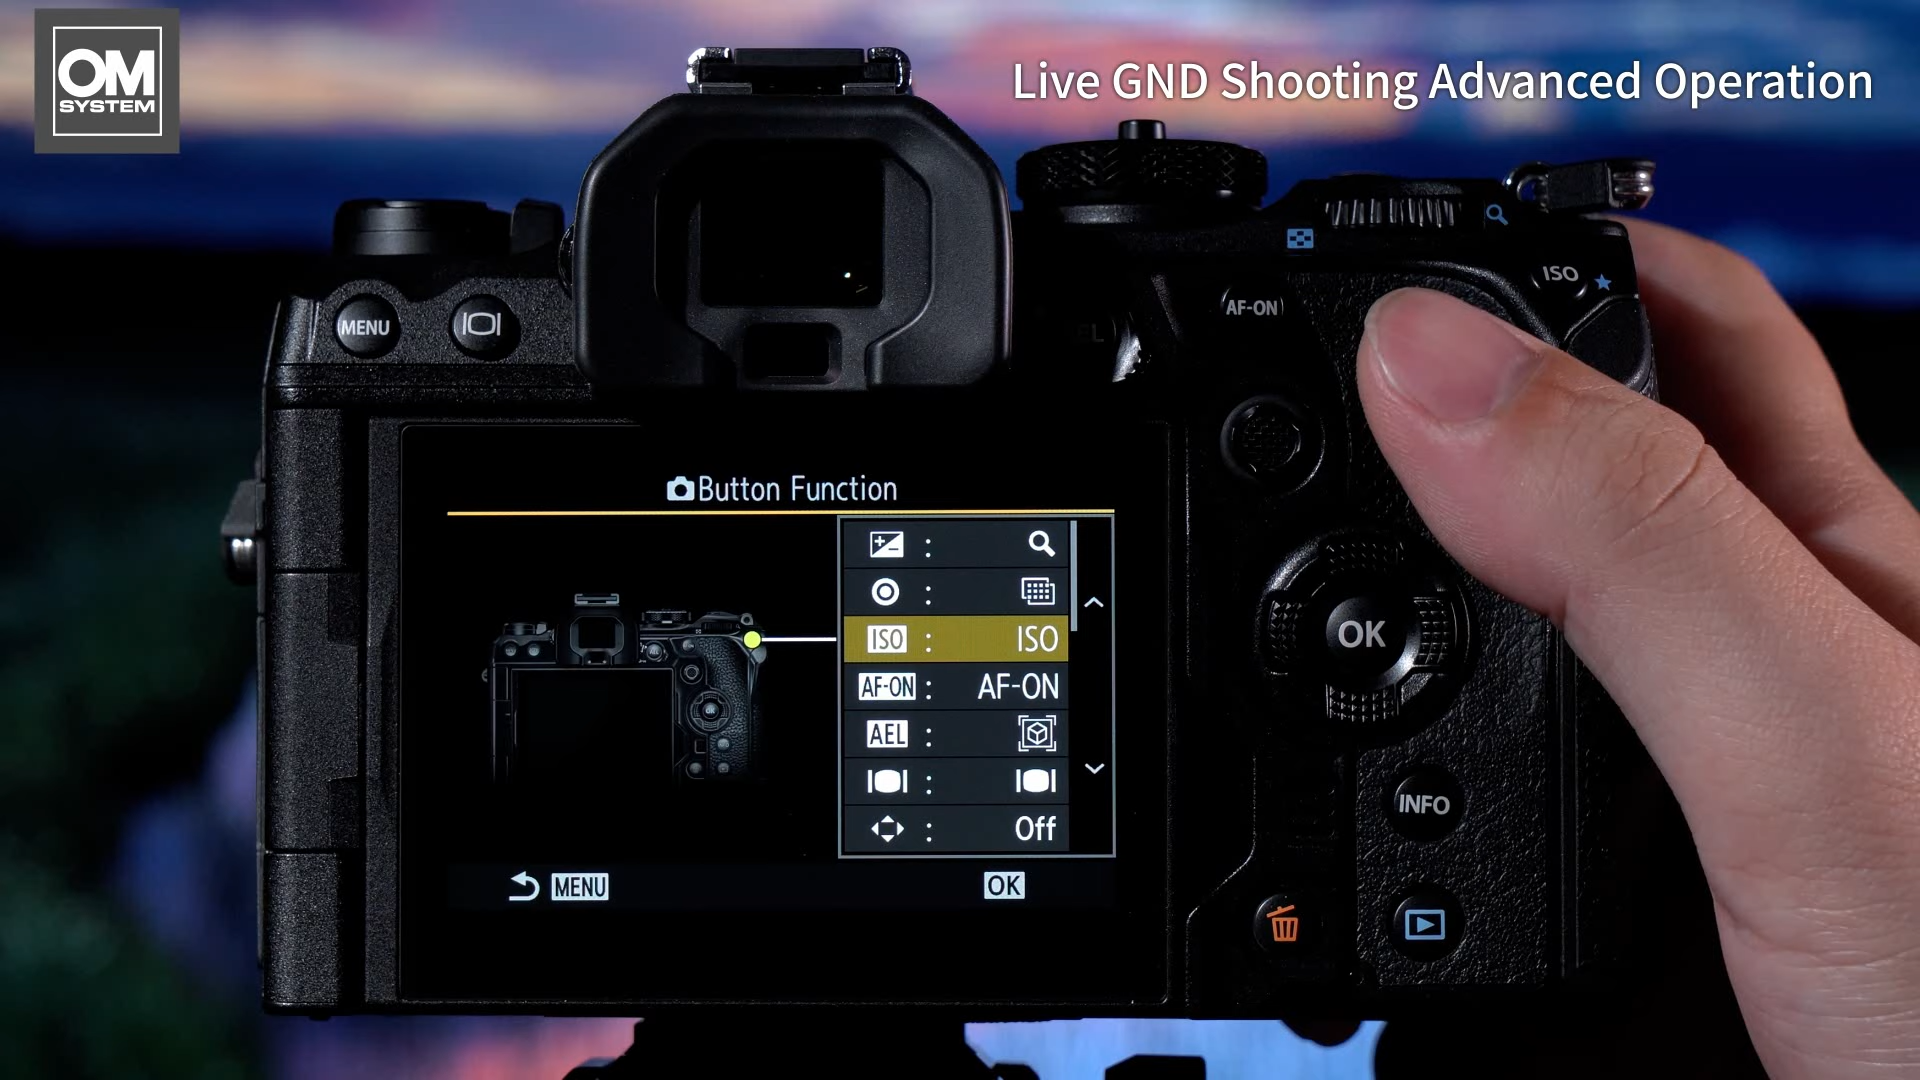 OM
SYSTEM
Live GND Shooting Advanced Operation
MENU
ISO
AF-ON
EL
Button Function
ISO : ISO
AF-ON : AF-ON
AEL :
Off
MENU
OK
OK
INFO